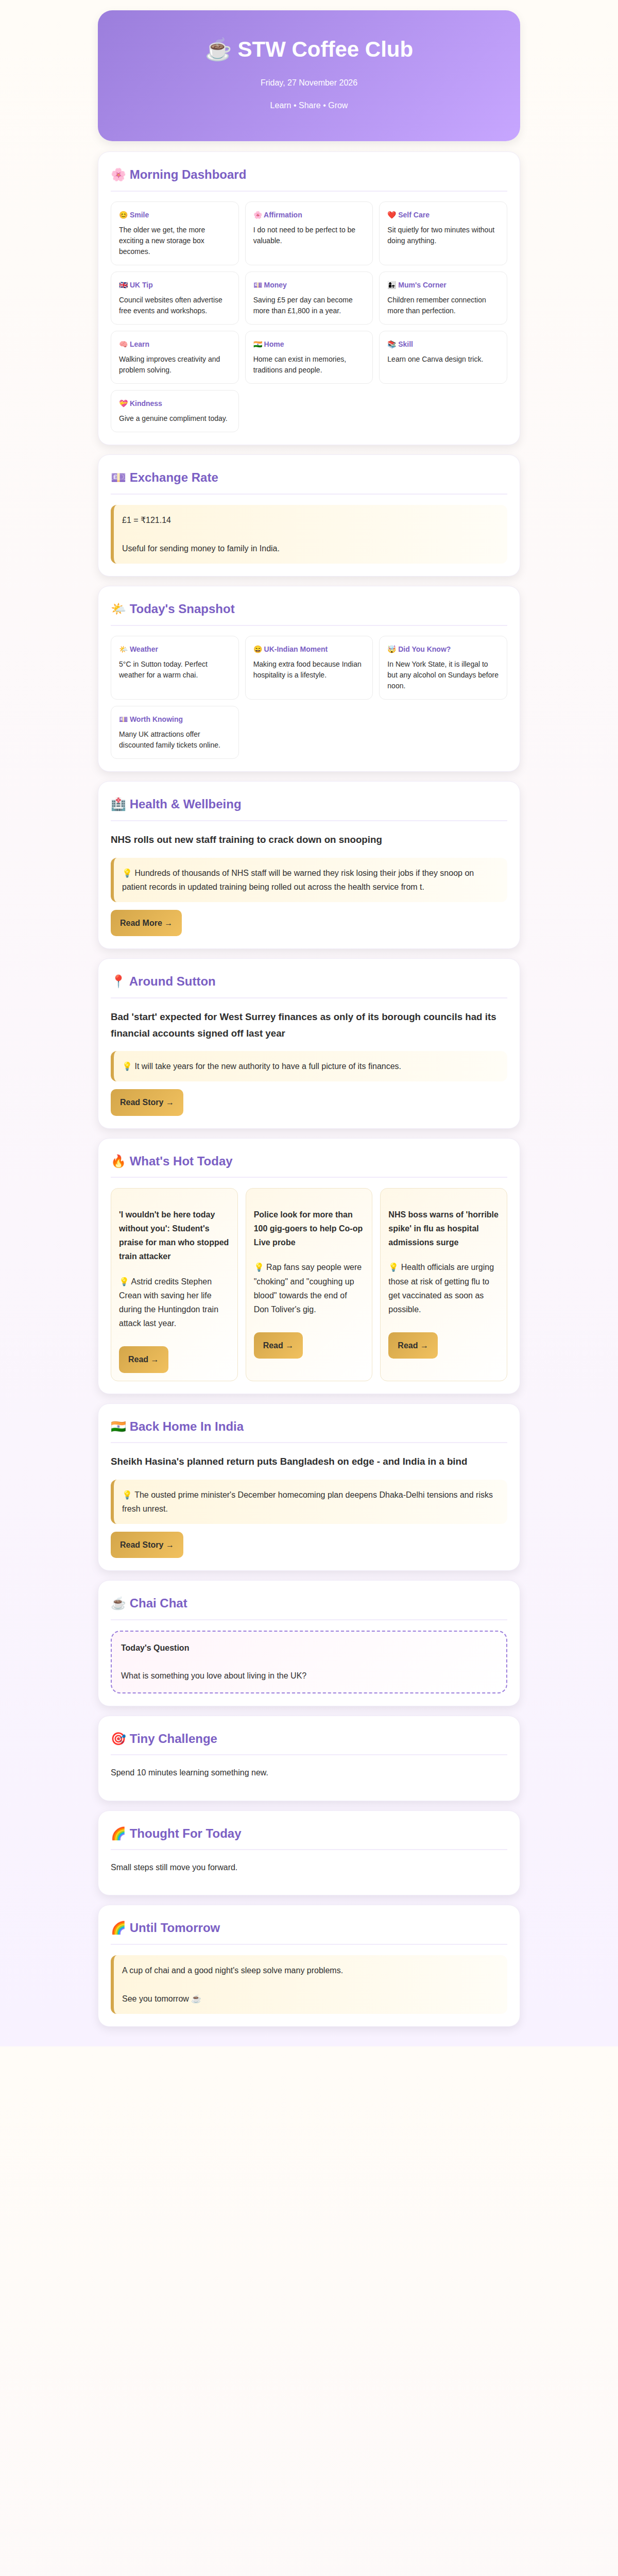 ☕ STW Coffee Club
Friday, 27 November 2026
Learn • Share • Grow
🌸 Morning Dashboard
😊 Smile
The older we get, the more
exciting a new storage box
becomes.
🌸 Affirmation
I do not need to be perfect to be
valuable.
❤️ Self Care
Sit quietly for two minutes without
doing anything.
🇬🇧 UK Tip
Council websites often advertise
free events and workshops.
💷 Money
Saving £5 per day can become
more than £1,800 in a year.
👩‍👧 Mum's Corner
Children remember connection
more than perfection.
🧠 Learn
Walking improves creativity and
problem solving.
🇮🇳 Home
Home can exist in memories,
traditions and people.
📚 Skill
Learn one Canva design trick.
💝 Kindness
Give a genuine compliment today.
💷 Exchange Rate
£1 = ₹121.14
Useful for sending money to family in India.
🌤️ Today's Snapshot
🌤️ Weather
5°C in Sutton today. Perfect
weather for a warm chai.
😄 UK-Indian Moment
Making extra food because Indian
hospitality is a lifestyle.
🤯 Did You Know?
In New York State, it is illegal to
but any alcohol on Sundays before
noon.
💷 Worth Knowing
Many UK attractions offer
discounted family tickets online.
🏥 Health & Wellbeing
NHS rolls out new staff training to crack down on snooping
💡 Hundreds of thousands of NHS staff will be warned they risk losing their jobs if they snoop on
patient records in updated training being rolled out across the health service from t.
Read More →
📍 Around Sutton
Bad 'start' expected for West Surrey finances as only of its borough councils had its
financial accounts signed off last year
💡 It will take years for the new authority to have a full picture of its finances.
Read Story →
🔥 What's Hot Today
'I wouldn't be here today
without you': Student's
praise for man who stopped
train attacker
💡 Astrid credits Stephen
Crean with saving her life
during the Huntingdon train
attack last year.
Read →
Police look for more than
100 gig-goers to help Co-op
Live probe
💡 Rap fans say people were
"choking" and "coughing up
blood" towards the end of
Don Toliver's gig.
Read →
NHS boss warns of 'horrible
spike' in flu as hospital
admissions surge
💡 Health officials are urging
those at risk of getting flu to
get vaccinated as soon as
possible.
Read →
🇮🇳 Back Home In India
Sheikh Hasina's planned return puts Bangladesh on edge - and India in a bind
💡 The ousted prime minister's December homecoming plan deepens Dhaka-Delhi tensions and risks
fresh unrest.
Read Story →
☕ Chai Chat
Today's Question
What is something you love about living in the UK?
🎯 Tiny Challenge
Spend 10 minutes learning something new.
🌈 Thought For Today
Small steps still move you forward.
🌈 Until Tomorrow
A cup of chai and a good night's sleep solve many problems.
See you tomorrow ☕